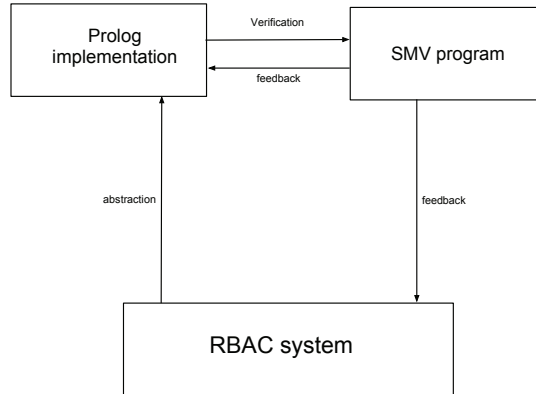 Prolog
implementation
Verification
SMV program
feedback
abstraction
feedback
RBAC system